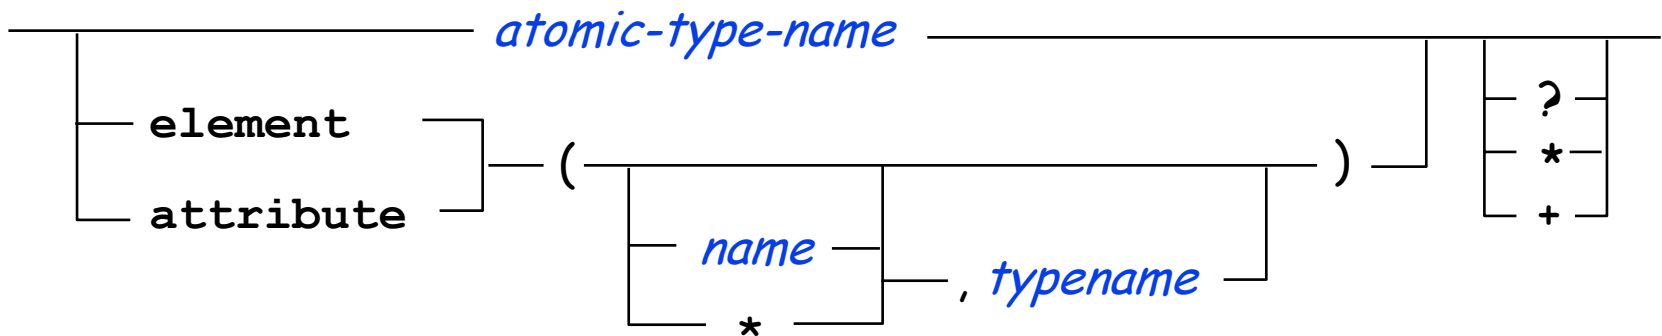 atomic-type-name
?
element
( )
*
attribute
+
name
, typename
*